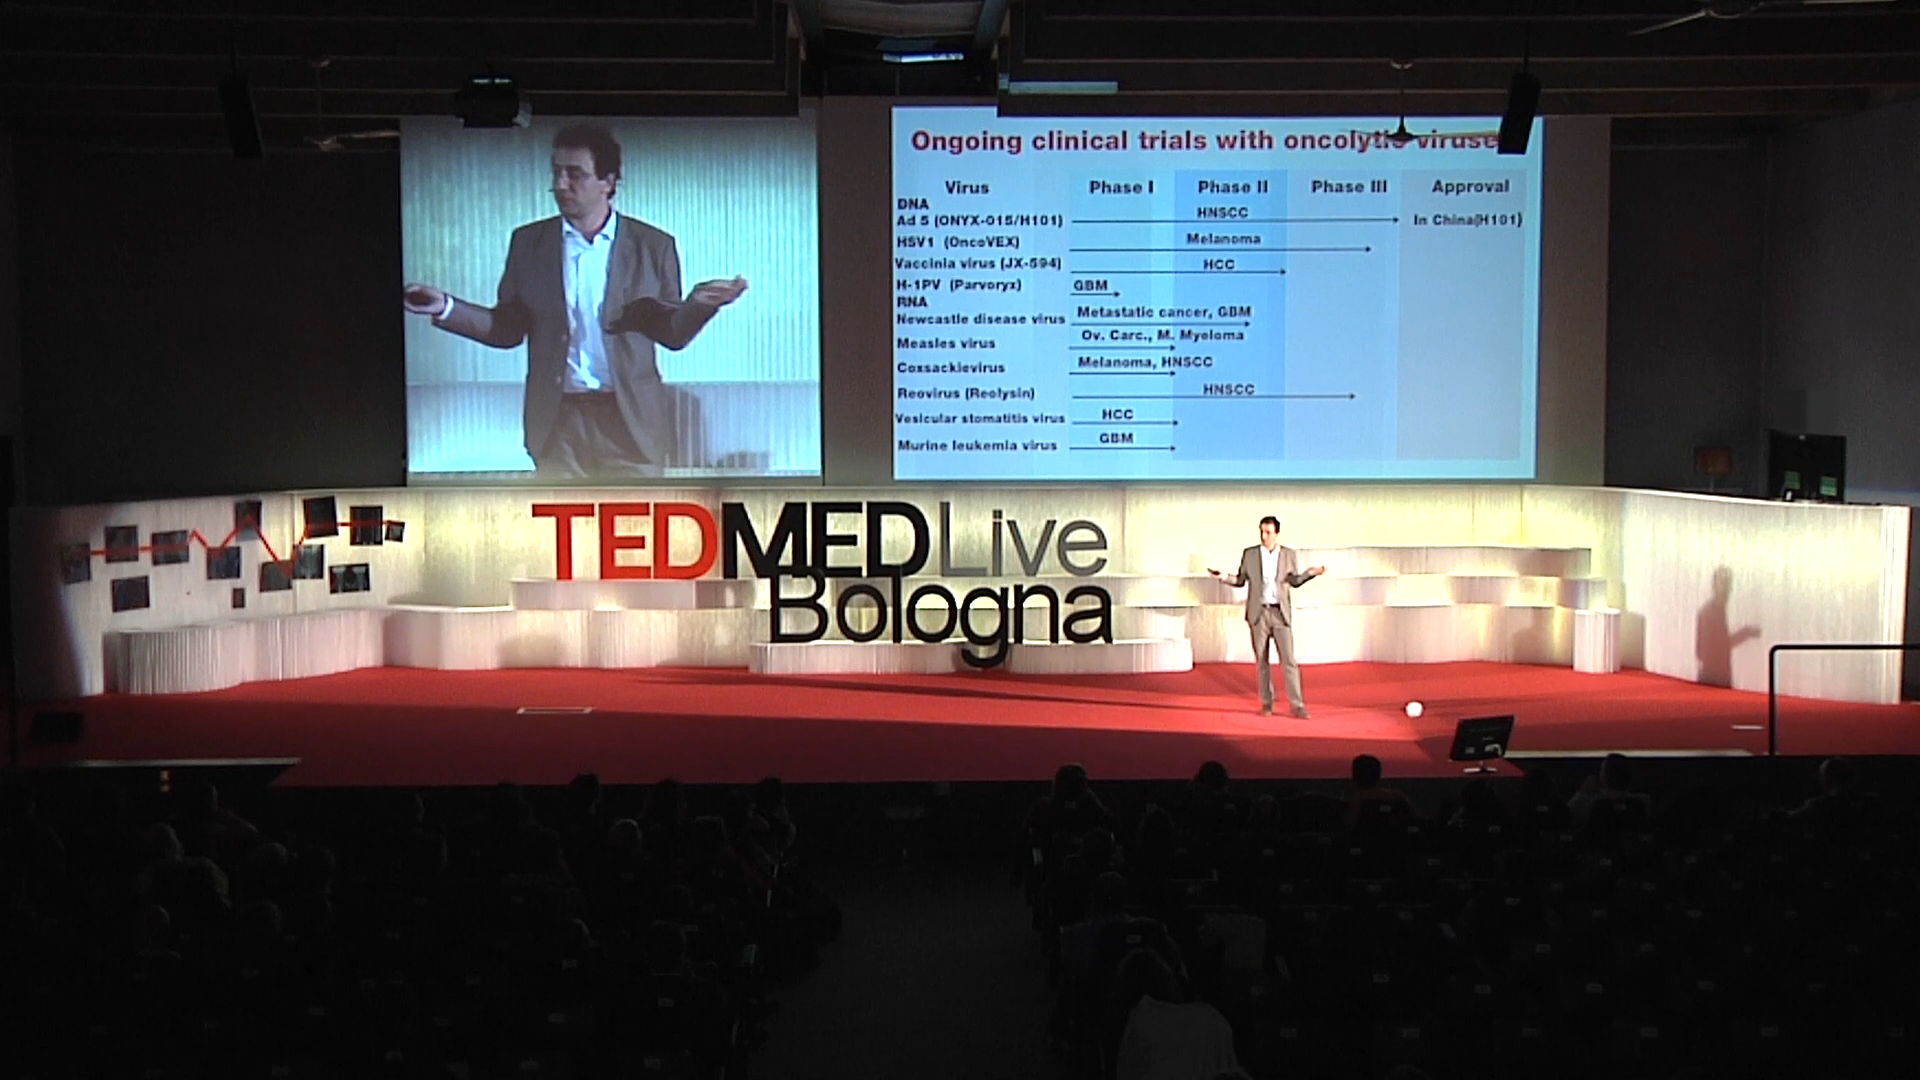 Ongoing clinical trials with oncolytic viruse
Virus Phase I Phase II Phase III Approval
DNA
Ad 5 (ONYX-015/H101) HNSCC In China(H101)
HSV1 (OncoVEX) Melanoma
Vaccinia virus (JX-594) HCC
H-1PV (Parvoryx) GBM
RNA
Newcastle disease virus Metastatic cancer, GBM
Measles virus Ov. Carc., M. Myeloma
Coxsackievirus Melanoma, HNSCC
Reovirus (Reolysin) HNSCC
Vesicular stomatitis virus HCC
Murine leukemia virus GBM
TEDMEDLive
Bologna